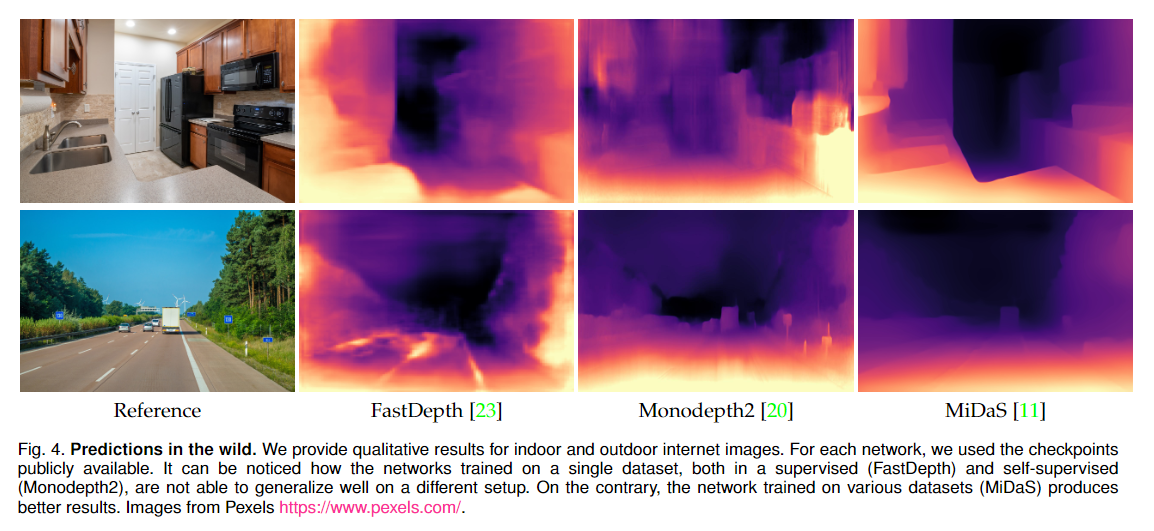 Reference
FastDepth [23]
Monodepth2 [20]
MiDaS [11]
Fig. 4. Predictions in the wild. We provide qualitative results for indoor and outdoor internet images. For each network, we used the checkpoints
publicly available. It can be noticed how the networks trained on a single dataset, both in a supervised (FastDepth) and self-supervised
(Monodepth2), are not able to generalize well on a different setup. On the contrary, the network trained on various datasets (MiDaS) produces
better results. Images from Pexels https://www.pexels.com/.